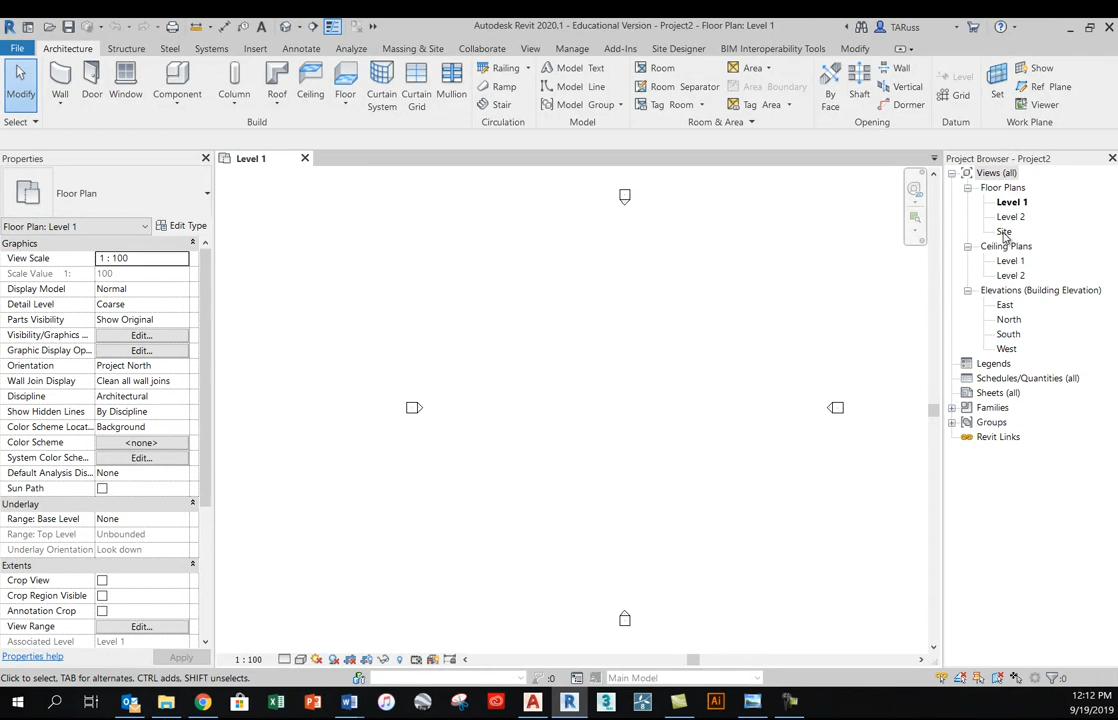 Autodesk Revit 2020.1 - Educational Version - Project2 - Floor Plan: Level 1
TARuss
File
Architecture
Structure
Steel
Systems
Insert
Annotate
Analyze
Massing & Site
Collaborate
View
Manage
Add-Ins
Site Designer
BIM Interoperability Tools
Modify
Modify
Wall
Door
Window
Component
Column
Roof
Ceiling
Floor
Curtain System
Curtain Grid
Mullion
Railing
Ramp
Stair
Model Text
Model Line
Model Group
Room
Room Separator
Tag Room
Area
Area Boundary
Tag Area
By Face
Shaft
Wall
Vertical
Dormer
Level
Grid
Set
Show
Ref Plane
Viewer
Select
Build
Circulation
Model
Room & Area
Opening
Datum
Work Plane
Properties
Level 1
Project Browser - Project2
Floor Plan
Floor Plan: Level 1
Edit Type
Graphics
View Scale 1 : 100
Scale Value 1: 100
Display Model Normal
Detail Level Coarse
Parts Visibility Show Original
Visibility/Graphics ... Edit...
Graphic Display Op... Edit...
Orientation Project North
Wall Join Display Clean all wall joins
Discipline Architectural
Show Hidden Lines By Discipline
Color Scheme Locat... Background
Color Scheme <none>
System Color Sche... Edit...
Default Analysis Dis... None
Sun Path
Underlay
Range: Base Level None
Range: Top Level Unbounded
Underlay Orientation Look down
Extents
Crop View
Crop Region Visible
Annotation Crop
View Range Edit...
Associated Level Level 1
Properties help
Apply
Views (all)
Floor Plans
Level 1
Level 2
Site
Ceiling Plans
Level 1
Level 2
Elevations (Building Elevation)
East
North
South
West
Legends
Schedules/Quantities (all)
Sheets (all)
Families
Groups
Revit Links
1 : 100
Click to select, TAB for alternates, CTRL adds, SHIFT unselects.
:0
Main Model
:0
12:12 PM
9/19/2019